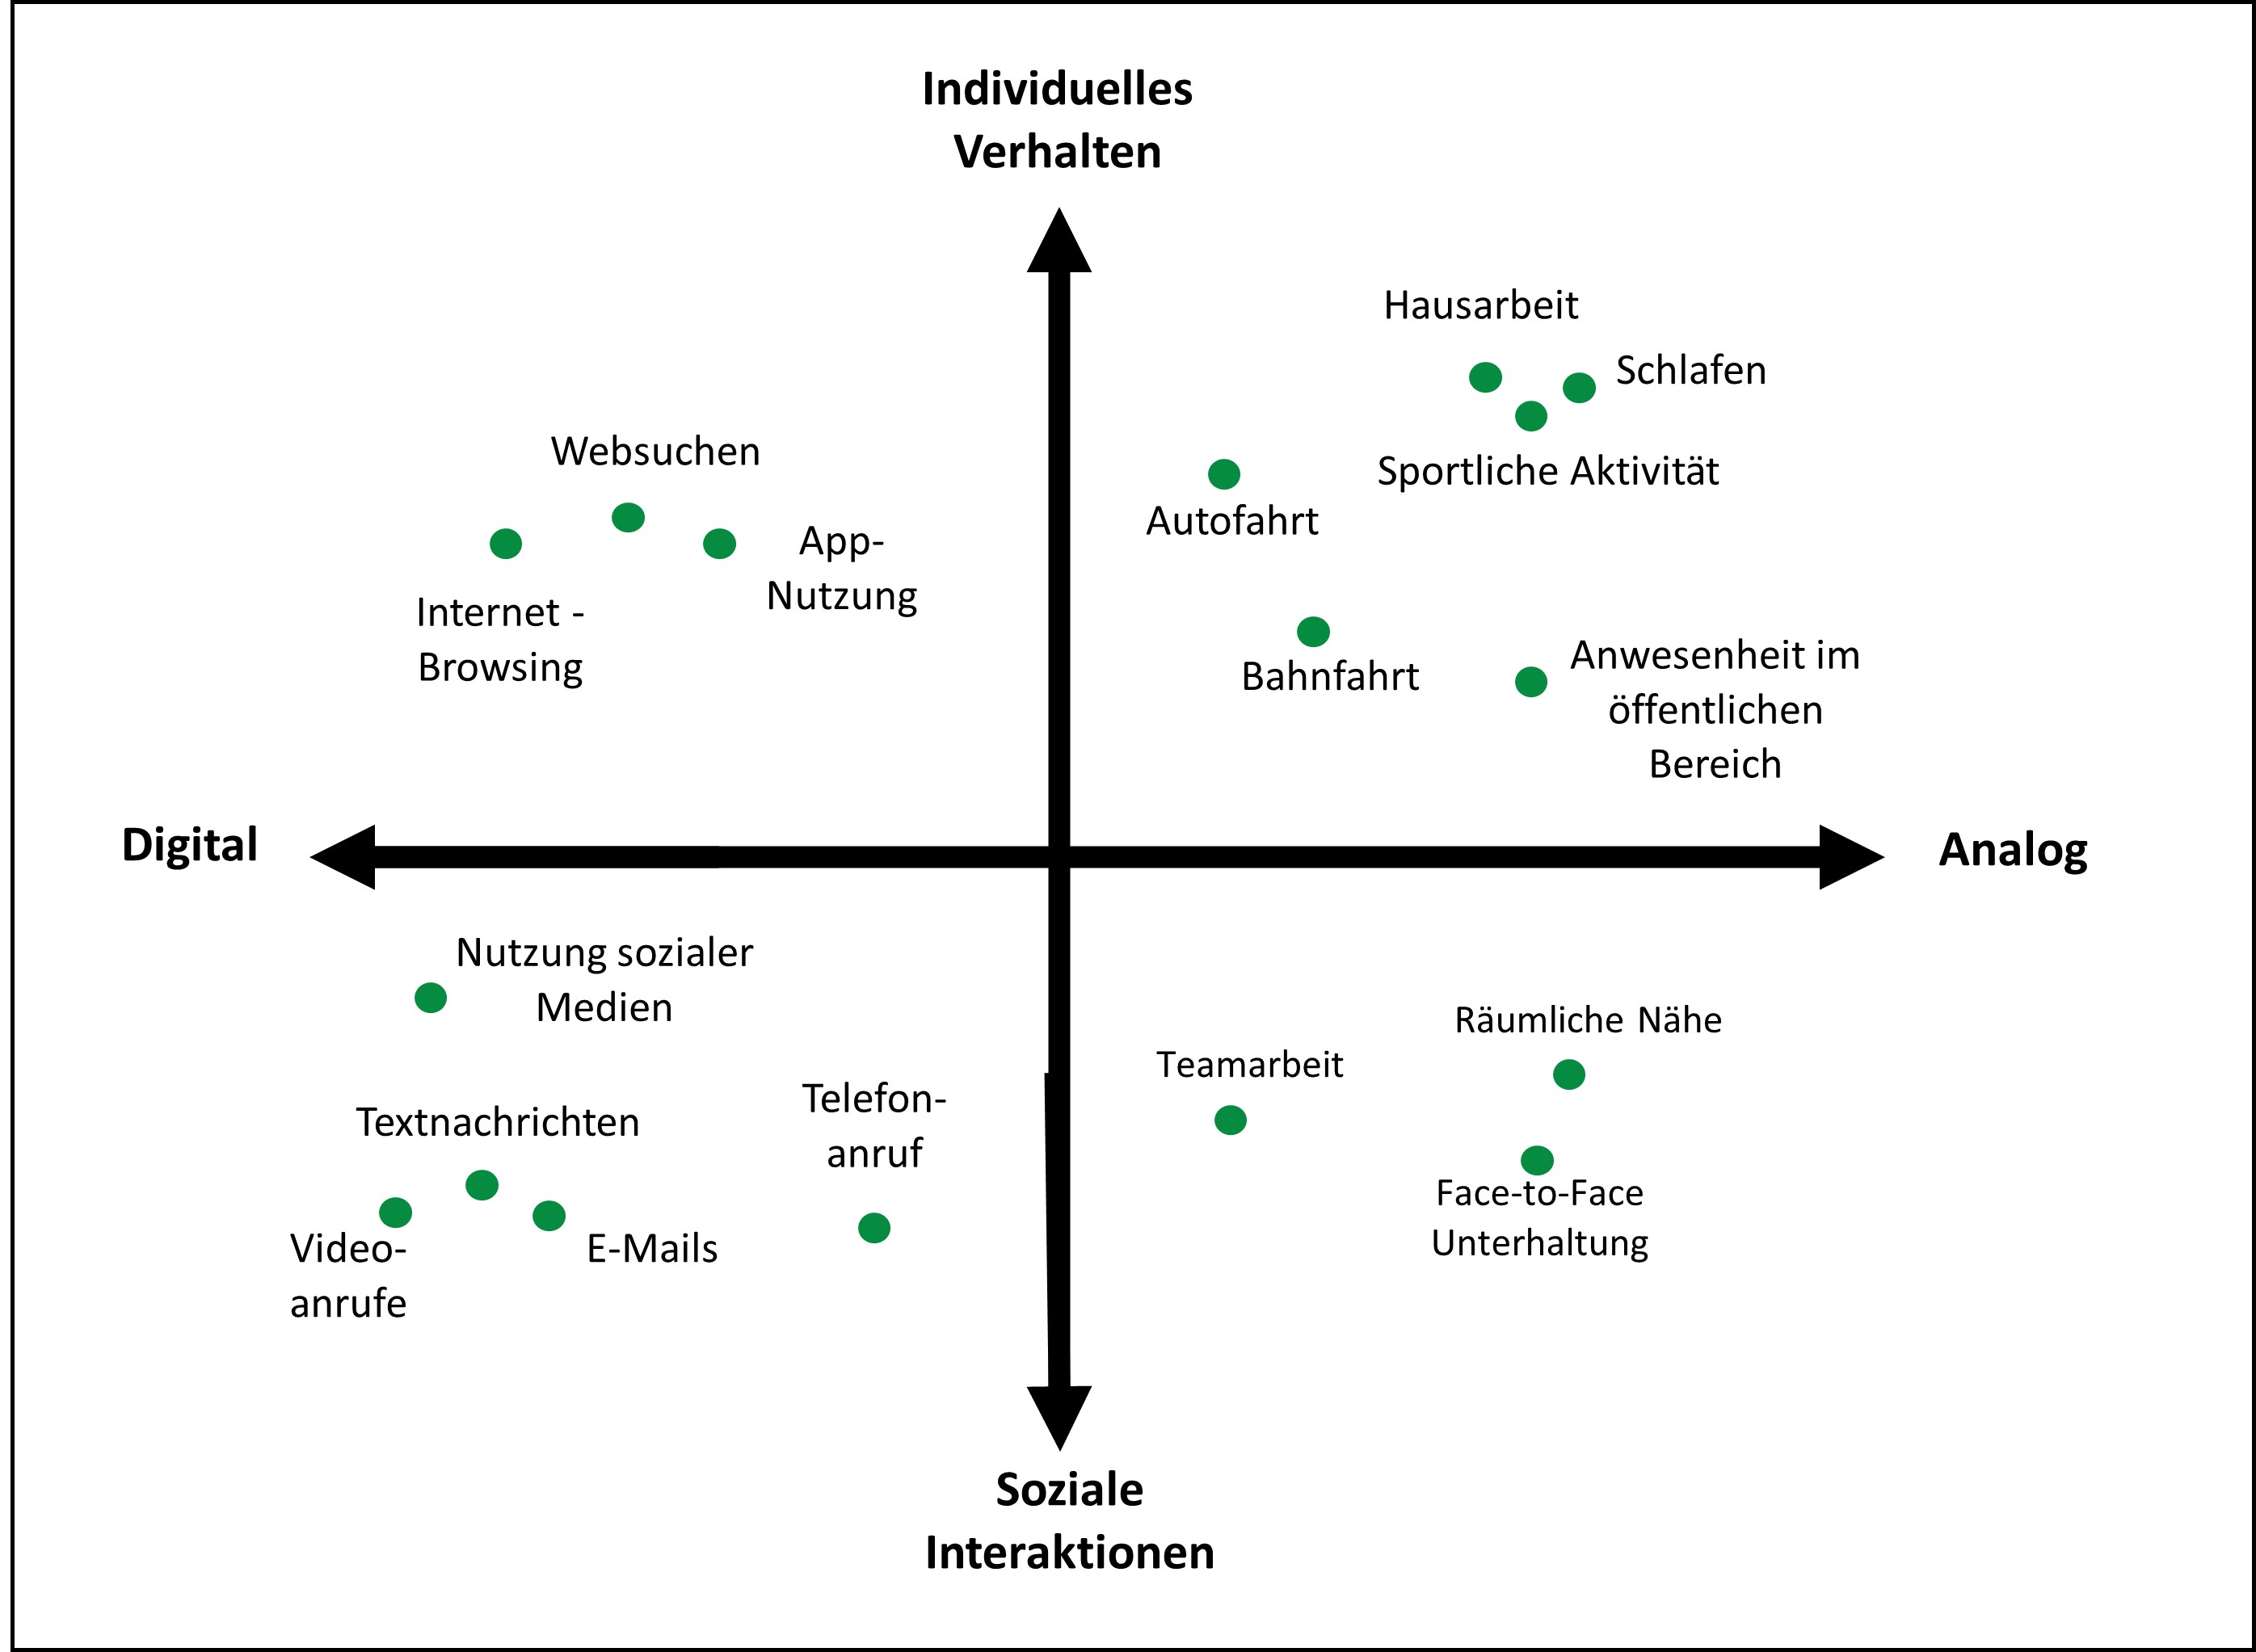 Individuelles
Verhalten
Hausarbeit
Schlafen
Sportliche Aktivität
Autofahrt
Websuchen
App-
Nutzung
Internet -
Browsing
Bahnfahrt
Anwesenheit im
öffentlichen
Bereich
Digital
Analog
Nutzung sozialer
Medien
Textnachrichten
Telefon-
anruf
Video-
anrufe
E-Mails
Teamarbeit
Räumliche Nähe
Face-to-Face
Unterhaltung
Soziale
Interaktionen